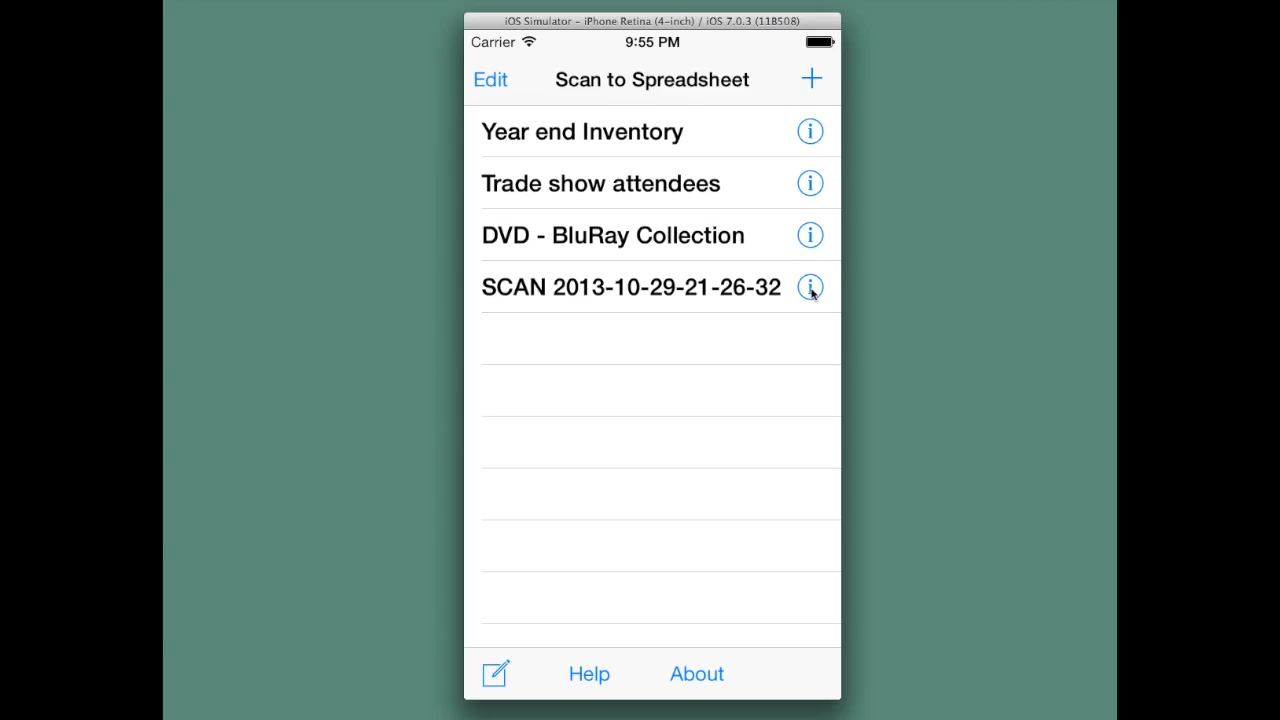 iOS Simulator – iPhone Retina (4-inch) / iOS 7.0.3 (11B508)
Carrier 9:55 PM
Edit Scan to Spreadsheet +
Year end Inventory
Trade show attendees
DVD - BluRay Collection
SCAN 2013-10-29-21-26-32
Help About